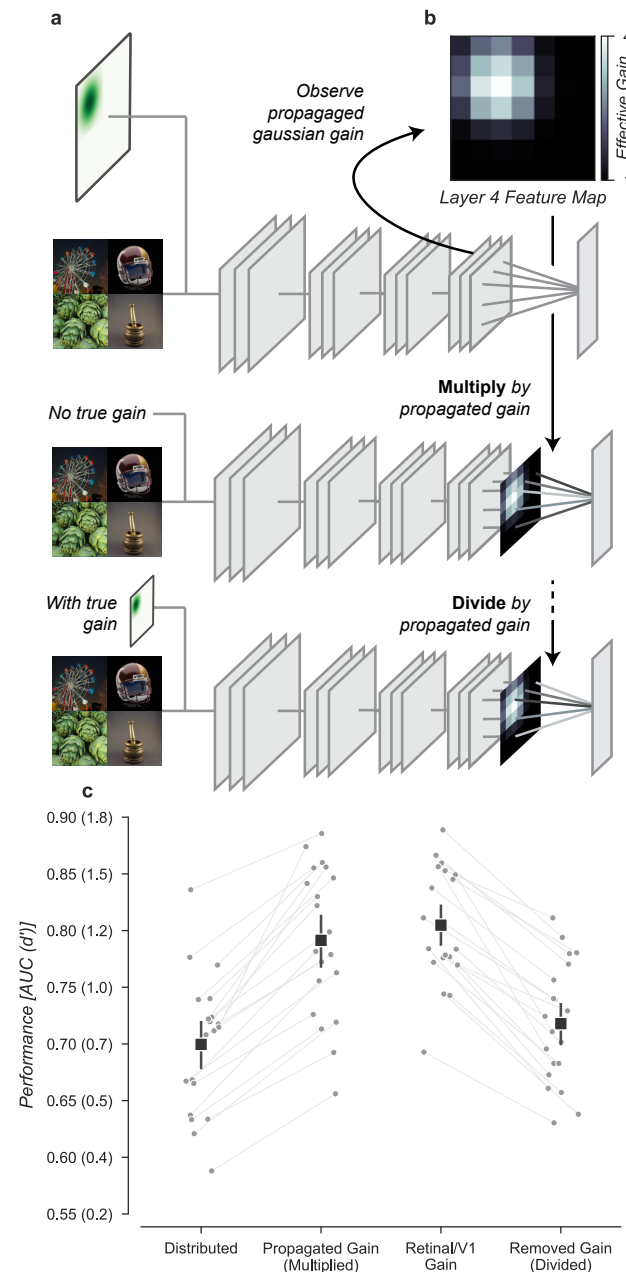 a
b
Observe
propagaged
gaussian gain
Effective Gain
Layer 4 Feature Map
Multiply by
propagated gain
No true gain
With true
gain
Divide by
propagated gain
c
Performance [AUC (d')]
0.90 (1.8)
0.85 (1.5)
0.80 (1.2)
0.75 (1.0)
0.70 (0.7)
0.65 (0.5)
0.60 (0.4)
0.55 (0.2)
Distributed
Propagated Gain
(Multiplied)
Retinal/V1
Gain
Removed Gain
(Divided)